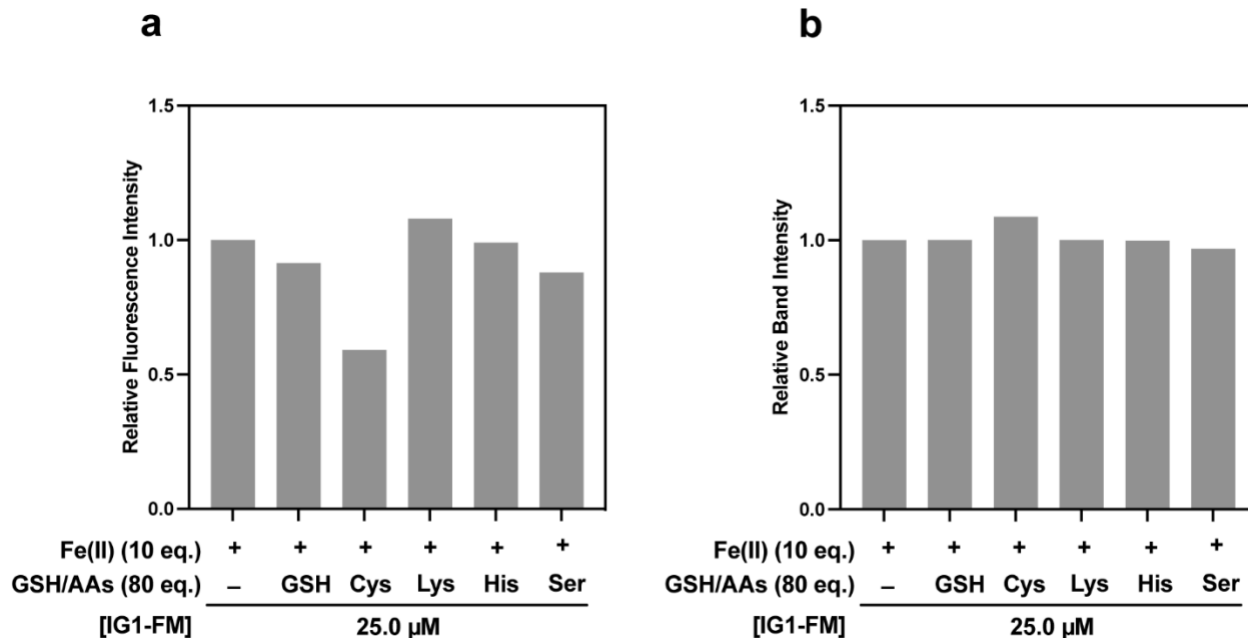 a
Relative Fluorescence Intensity
1.5
1.0
0.5
0.0
Fe(II) (10 eq.) + + + + + +
GSH/AAs (80 eq.) – GSH Cys Lys His Ser
[IG1-FM] 25.0 µM
b
Relative Band Intensity
1.5
1.0
0.5
0.0
Fe(II) (10 eq.) + + + + + +
GSH/AAs (80 eq.) – GSH Cys Lys His Ser
[IG1-FM] 25.0 µM